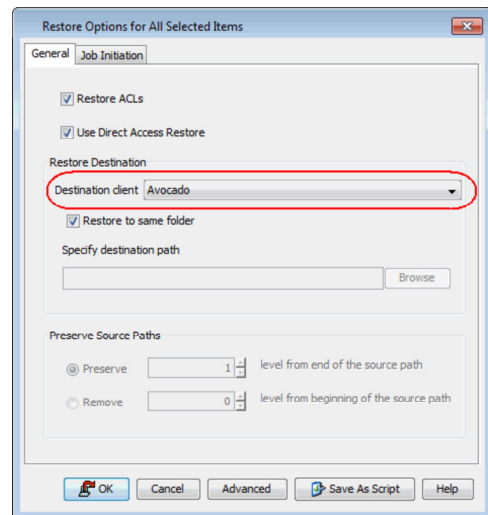 Restore Options for All Selected Items
General Job Initiation
Restore ACLs
Use Direct Access Restore
Restore Destination
Destination client Avocado
Restore to same folder
Specify destination path
Browse
Preserve Source Paths
Preserve 1 level from end of the source path
Remove 0 level from beginning of the source path
OK Cancel Advanced Save As Script Help